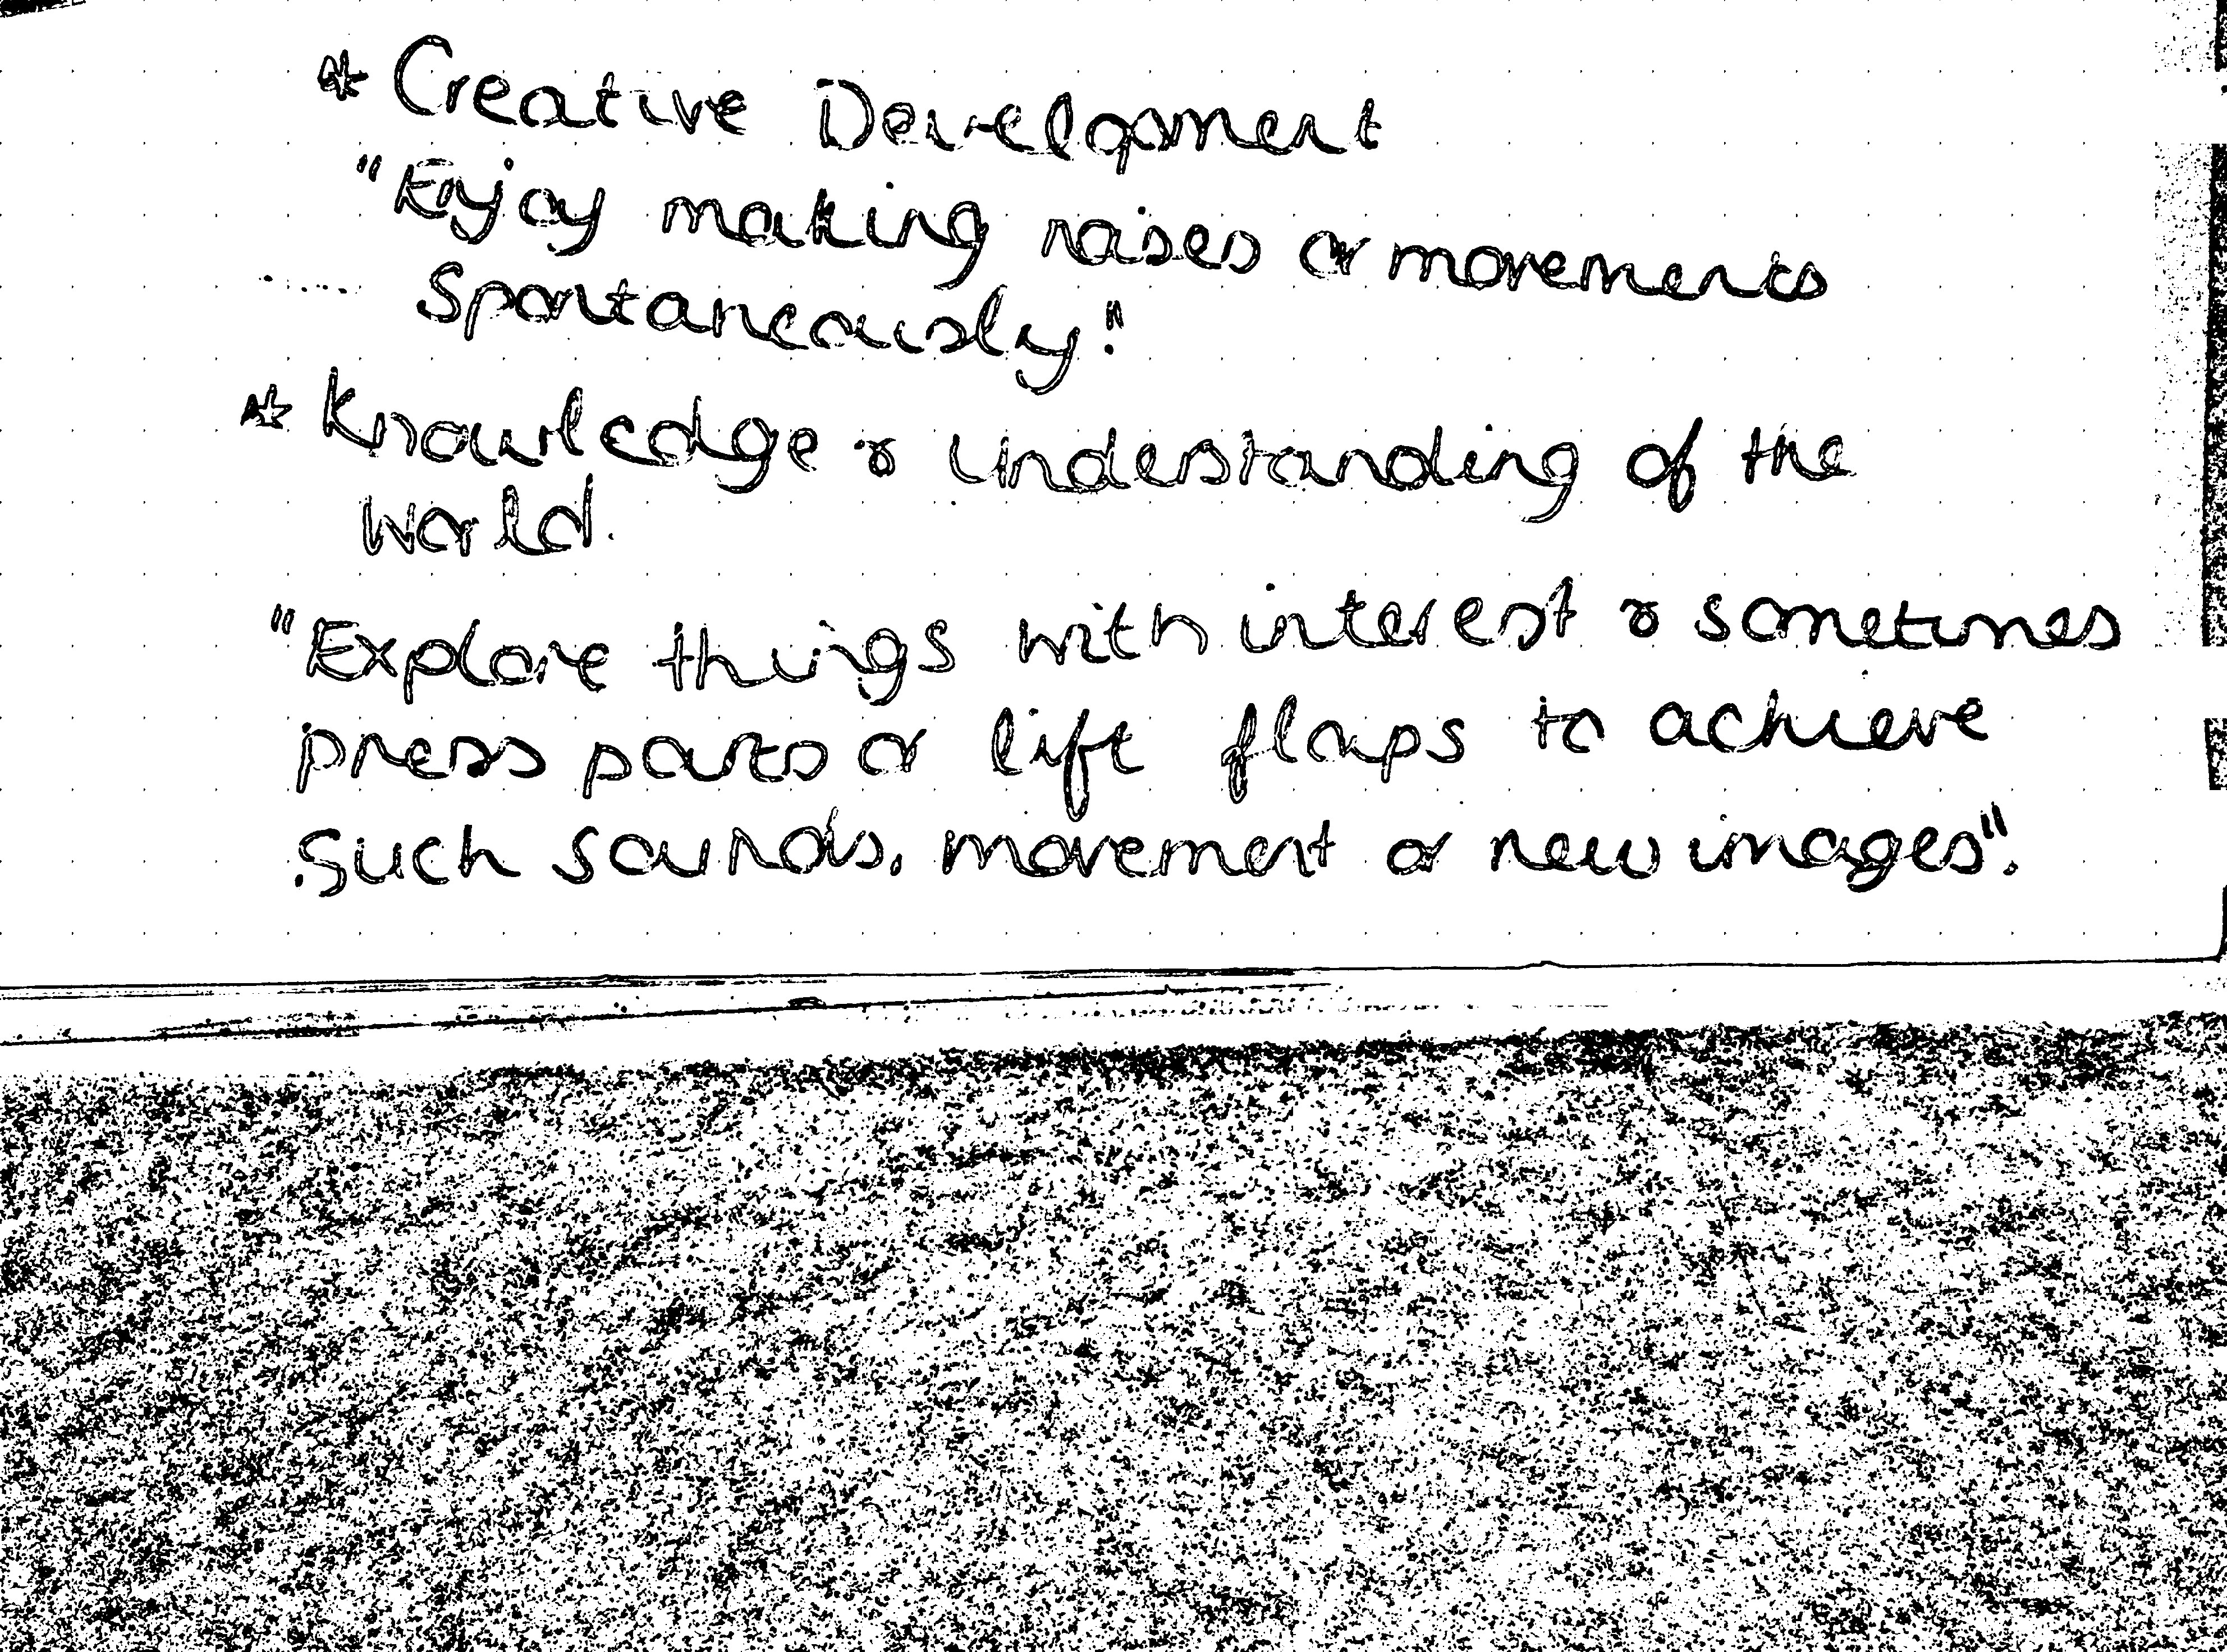 * Creative Development
"Enjoy making noises or movements
spontaneously."
* Knowledge & Understanding of the
World.
"Explore things with interest & sometimes
press parts or lift flaps to achieve
such sounds, movement or new images".